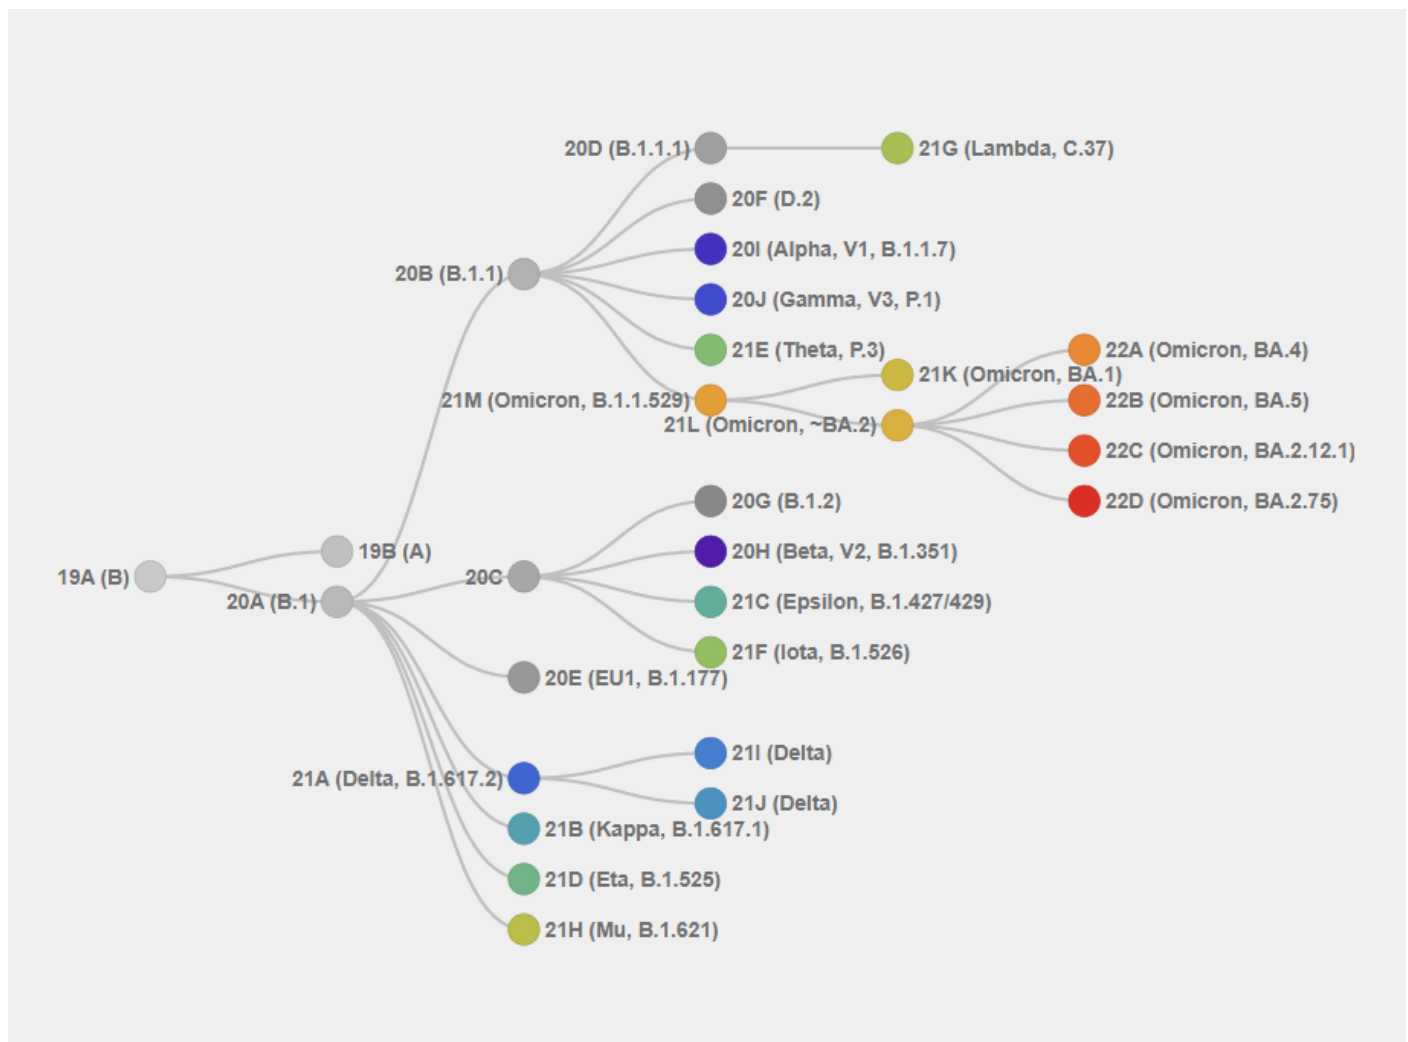 20D (B.1.1.1)
21G (Lambda, C.37)
20F (D.2)
20I (Alpha, V1, B.1.1.7)
20B (B.1.1)
20J (Gamma, V3, P.1)
21E (Theta, P.3)
22A (Omicron, BA.4)
21K (Omicron, BA.1)
21M (Omicron, B.1.1.529)
22B (Omicron, BA.5)
21L (Omicron, ~BA.2)
22C (Omicron, BA.2.12.1)
20G (B.1.2)
22D (Omicron, BA.2.75)
19B (A)
20H (Beta, V2, B.1.351)
19A (B)
20C
20A (B.1)
21C (Epsilon, B.1.427/429)
21F (Iota, B.1.526)
20E (EU1, B.1.177)
21I (Delta)
21A (Delta, B.1.617.2)
21J (Delta)
21B (Kappa, B.1.617.1)
21D (Eta, B.1.525)
21H (Mu, B.1.621)